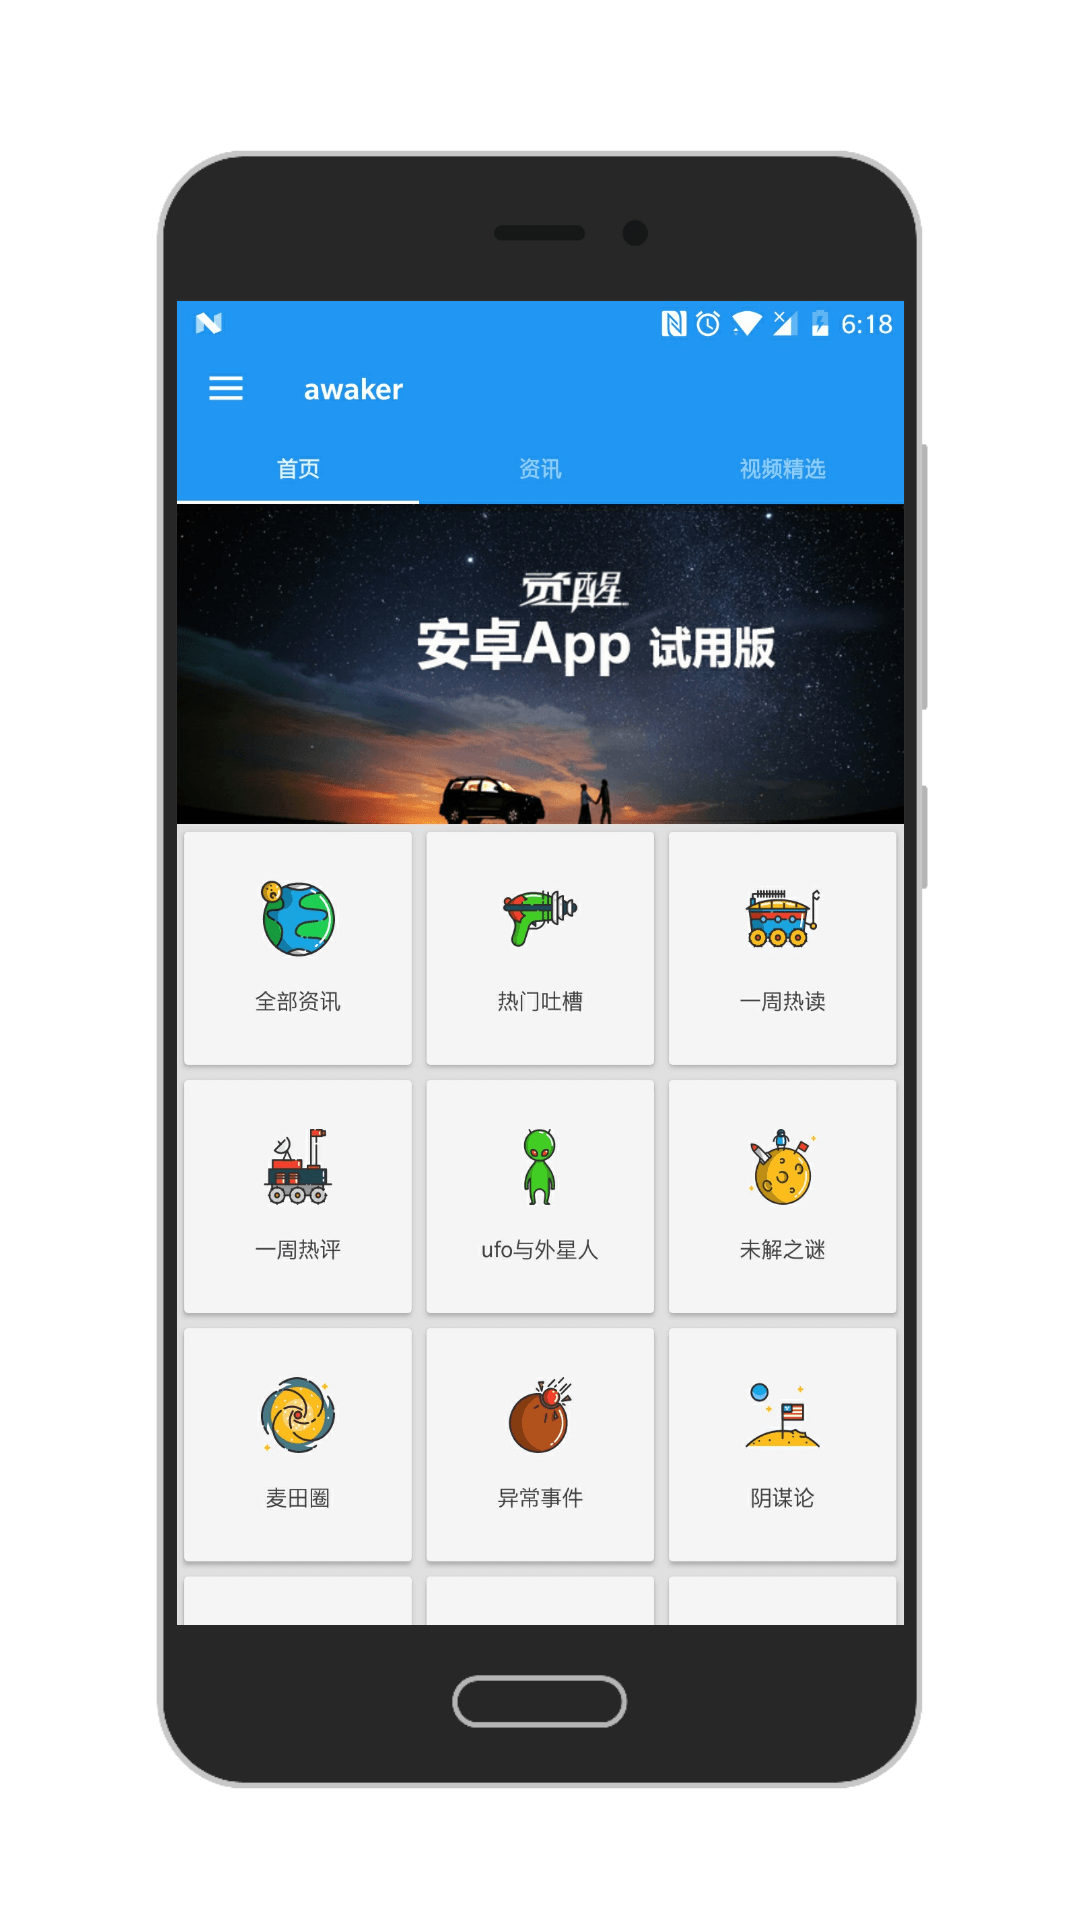 6:18
awaker
首页 资讯 视频精选
觉醒
安卓App 试用版
全部资讯 热门吐槽 一周热读
一周热评 ufo与外星人 未解之谜
麦田圈 异常事件 阴谋论